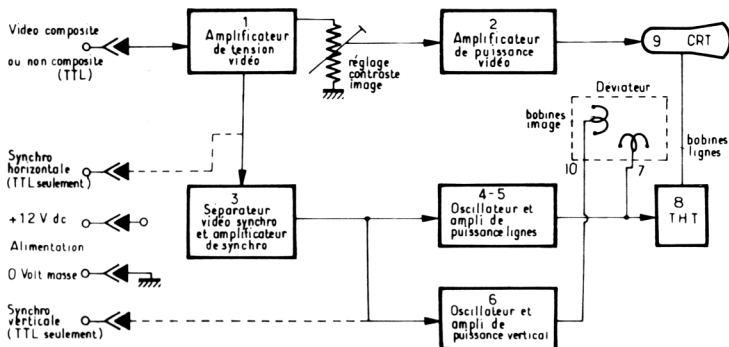 Video composite
ou non composite
(TTL)
1
Amplificateur
de tension
vidéo
réglage
contraste
image
2
Amplificateur
de puissance
vidéo
9 CRT
Déviateur
bobines
image
10
7
bobines
lignes
Synchro
horizontale
(TTL seulement)
3
Séparateur
vidéo synchro
et amplificateur
de synchro
4-5
Oscillateur et
ampli de
puissance lignes
8
THT
+12 V dc
Alimentation
0 Volt masse
Synchro
verticale
(TTL seulement)
6
Oscillateur et
ampli de
puissance vertical